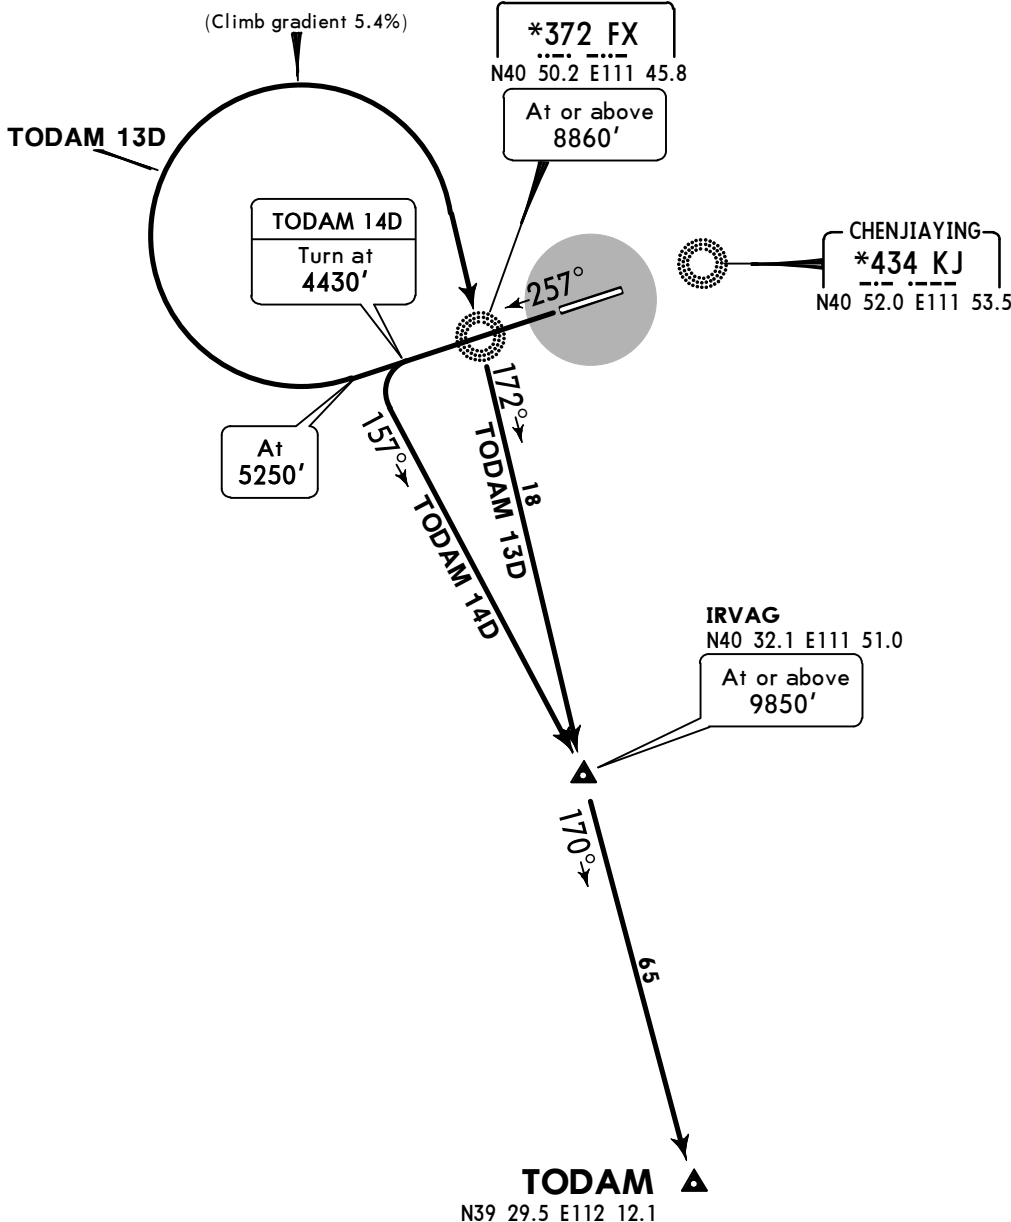 (Climb gradient 5.4%)
*372 FX
N40 50.2 E111 45.8
At or above
8860'
TODAM 13D
TODAM 14D
Turn at
4430'
CHENJIAYING
*434 KJ
N40 52.0 E111 53.5
257°
172°
157°
At
5250'
TODAM 13D
18
TODAM 14D
IRVAG
N40 32.1 E111 51.0
At or above
9850'
170°
65
TODAM
N39 29.5 E112 12.1